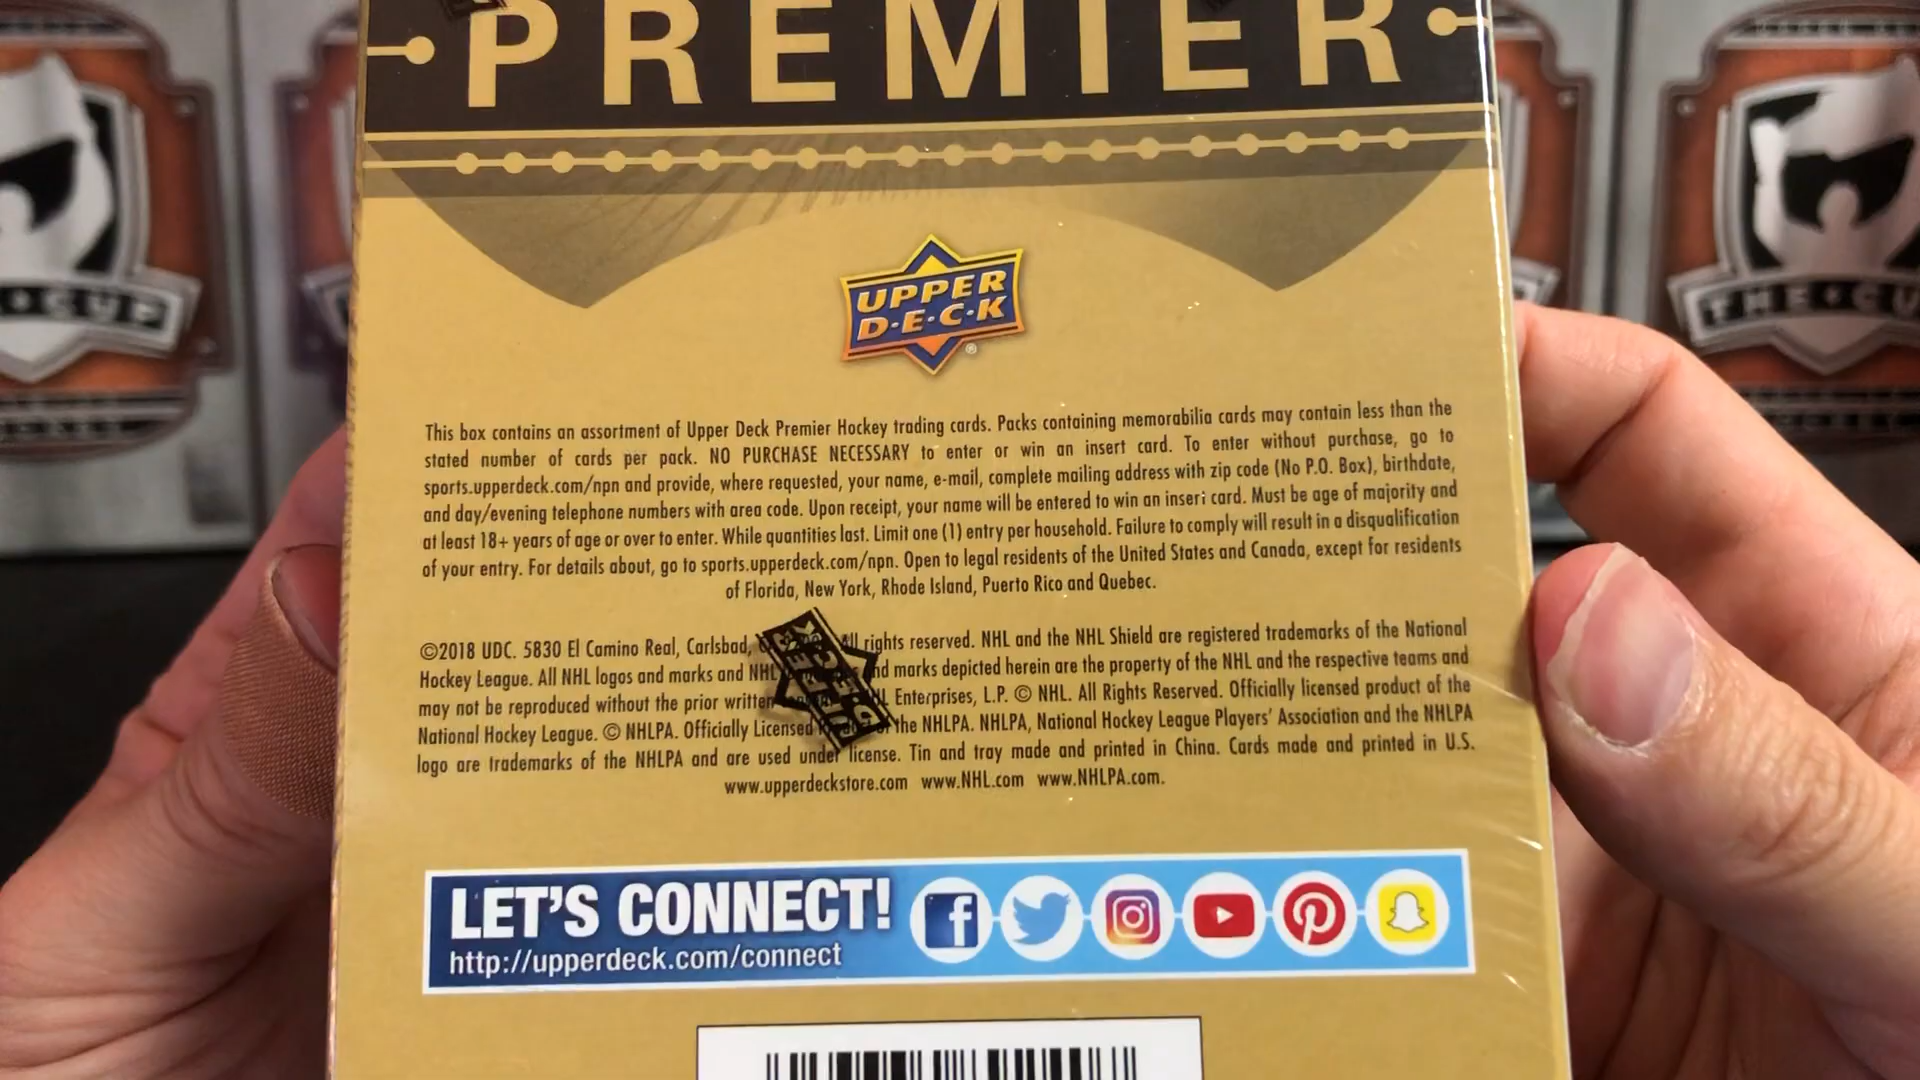 PREMIER
UPPER
D·E·C·K
®
This box contains an assortment of Upper Deck Premier Hockey trading cards. Packs containing memorabilia cards may contain less than the
stated number of cards per pack. NO PURCHASE NECESSARY to enter or win an insert card. To enter without purchase, go to
sports.upperdeck.com/npn and provide, where requested, your name, e-mail, complete mailing address with zip code (No P.O. Box), birthdate,
and day/evening telephone numbers with area code. Upon receipt, your name will be entered to win an insert card. Must be age of majority and
at least 18+ years of age or over to enter. While quantities last. Limit one (1) entry per household. Failure to comply will result in a disqualification
of your entry. For details about, go to sports.upperdeck.com/npn. Open to legal residents of the United States and Canada, except for residents
of Florida, New York, Rhode Island, Puerto Rico and Quebec.
©2018 UDC. 5830 El Camino Real, Carlsbad, All rights reserved. NHL and the NHL Shield are registered trademarks of the National
Hockey League. All NHL logos and marks and NHL and marks depicted herein are the property of the NHL and the respective teams and
may not be reproduced without the prior written Enterprises, L.P. © NHL. All Rights Reserved. Officially licensed product of the
National Hockey League. © NHLPA. Officially Licensed Product of the NHLPA. NHLPA, National Hockey League Players' Association and the NHLPA
logo are trademarks of the NHLPA and are used under license. Tin and tray made and printed in China. Cards made and printed in U.S.
www.upperdeckstore.com www.NHL.com www.NHLPA.com.
LET'S CONNECT!
http://upperdeck.com/connect
THE·CUP